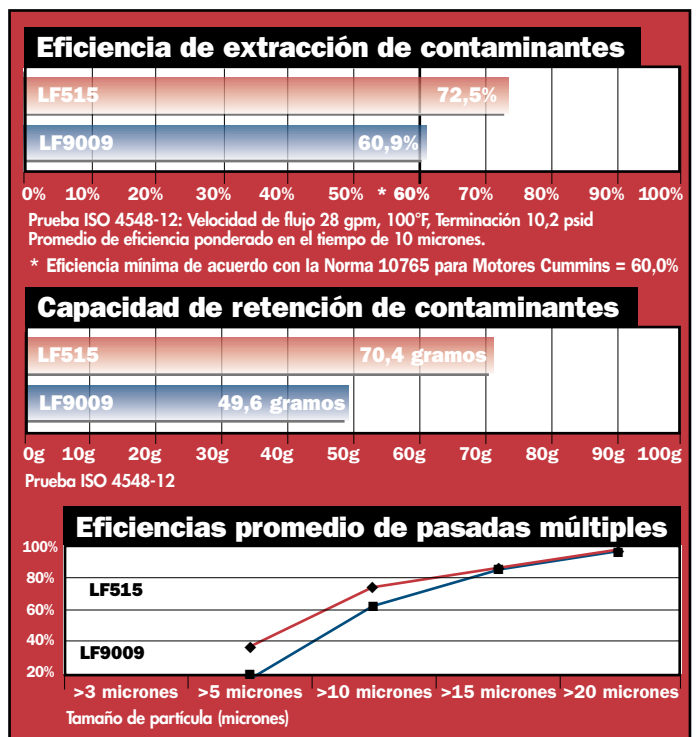 Eficiencia de extracción de contaminantes
LF515 72,5%
LF9009 60,9%
0% 10% 20% 30% 40% 50% * 60% 70% 80% 90% 100%
Prueba ISO 4548-12: Velocidad de flujo 28 gpm, 100°F, Terminación 10,2 psid
Promedio de eficiencia ponderado en el tiempo de 10 micrones.
* Eficiencia mínima de acuerdo con la Norma 10765 para Motores Cummins = 60,0%
Capacidad de retención de contaminantes
LF515 70,4 gramos
LF9009 49,6 gramos
0g 10g 20g 30g 40g 50g 60g 70g 80g 90g 100g
Prueba ISO 4548-12
Eficiencias promedio de pasadas múltiples
100%
80%
LF515
60%
40%
LF9009
20%
>3 micrones >5 micrones >10 micrones >15 micrones >20 micrones
Tamaño de partícula (micrones)